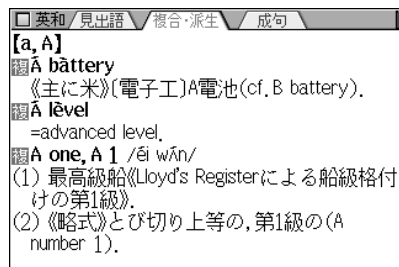 英和 見出語 複合·派生 成句
【a, A】
複Á bàttery
《主に米》〔電子工〕A電池(cf. B battery).
複Á lèvel
=advanced level.
複A one, A 1 /éi wʌ́n/
(1) 最高級船《Lloyd's Registerによる船級格付
けの第1級》.
(2) 《略式》とび切り上等の,第1級の(A
number 1).